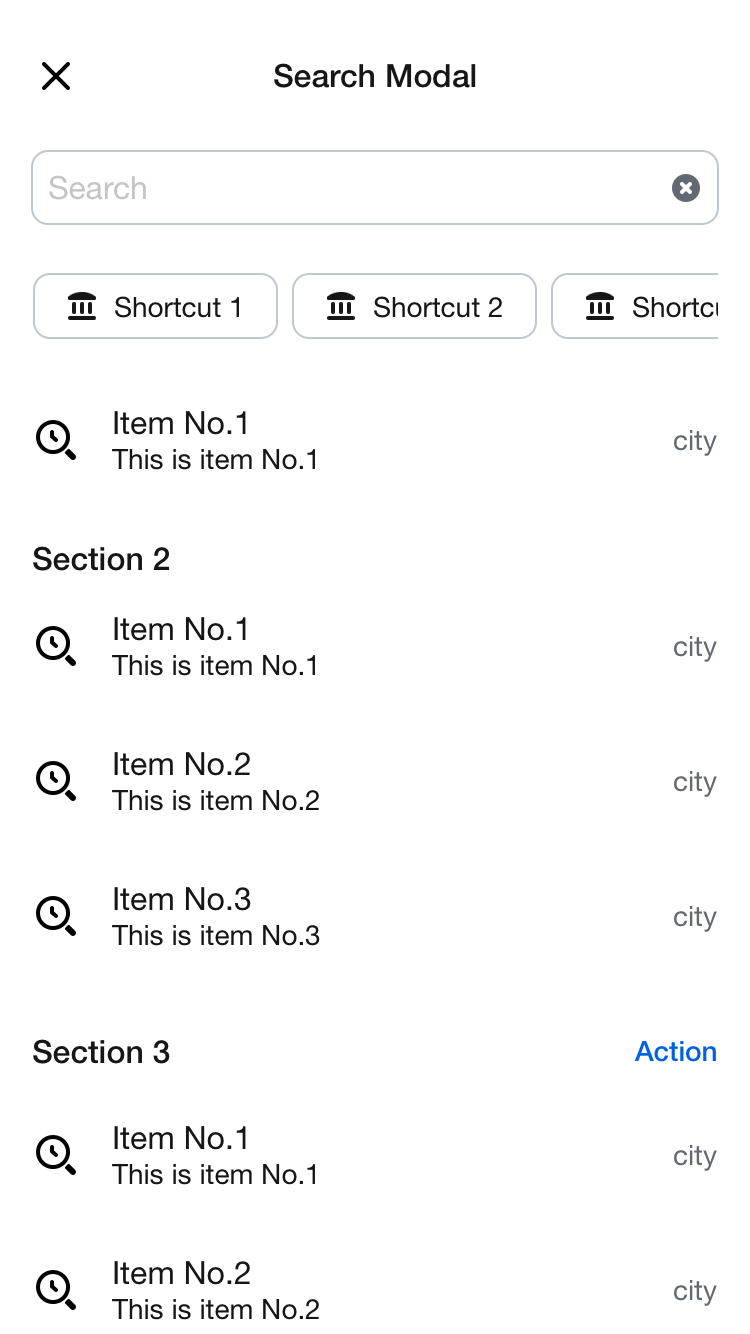 Search Modal
Search
Shortcut 1 Shortcut 2 Shortcu
Item No.1
This is item No.1
city
Section 2
Item No.1
This is item No.1
city
Item No.2
This is item No.2
city
Item No.3
This is item No.3
city
Section 3 Action
Item No.1
This is item No.1
city
Item No.2
This is item No.2
city